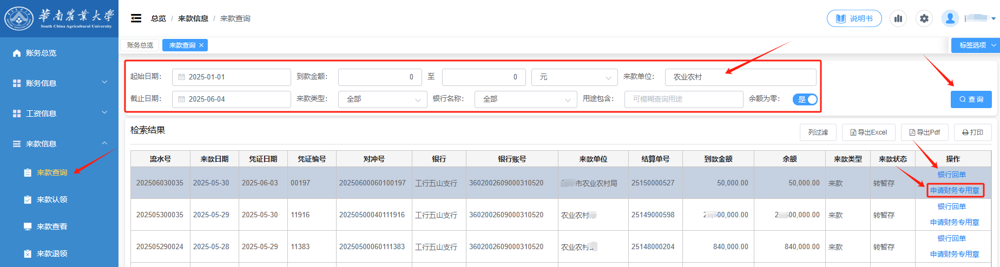 華南農業大學
South China Agricultural University
总览 / 来款信息 / 来款查询
说明书
账务总览
来款查询 ×
标签选项
账务总览
账务信息
工资信息
来款信息
来款查询
来款认领
来款查看
来款退领
起始日期: 2025-01-01 到款金额: 0 至 0 元 来款单位: 农业农村
截止日期: 2025-06-04 来款类型: 全部 银行名称: 全部 用途包含: 可模糊查询用途 余额为零: 是 查询
检索结果
列过滤 导出Excel 导出Pdf 打印
流水号 来款日期 凭证日期 凭证编号 对冲号 银行 银行账号 来款单位 结算单号 到款金额 余额 来款类型 来款状态 操作
202506030035 2025-05-30 2025-06-03 00197 20250600060100197 工行五山支行 3602002609000310520 市农业农村局 25150000527 50,000.00 50,000.00 来款 转暂存 银行回单
申请财务专用章
202505300035 2025-05-29 2025-05-30 11916 20250500040111916 工行五山支行 3602002609000310520 农业农村 25149000598 2 00,000.00 2 00,000.00 来款 转暂存 银行回单
申请财务专用章
202505290024 2025-05-28 2025-05-29 11383 20250500060111383 工行五山支行 3602002609000310520 农业农村 25148000204 840,000.00 840,000.00 来款 转暂存 银行回单
申请财务专用章